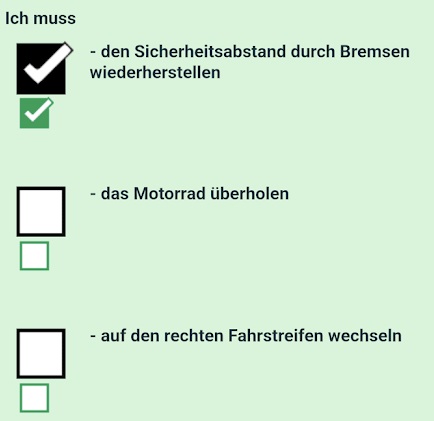 Ich muss
- den Sicherheitsabstand durch Bremsen
wiederherstellen
- das Motorrad überholen
- auf den rechten Fahrstreifen wechseln